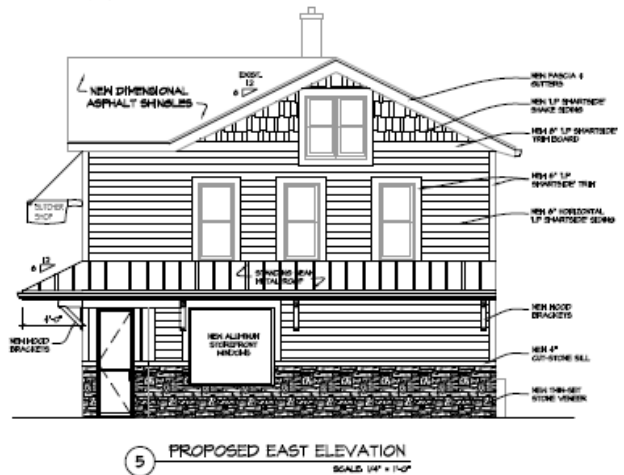 EXIST.
12
6
NEW DIMENSIONAL
ASPHALT SHINGLES
NEW FASCIA &
GUTTERS
NEW 'LP SMARTSIDE'
SHAKE SIDING
NEW 8" 'LP SMARTSIDE'
TRIM BOARD
NEW 6" 'LP
SMARTSIDE' TRIM
NEW 6" HORIZONTAL
'LP SMARTSIDE' SIDING
BUTCHER
SHOP
12
6
STANDING SEAM
METAL ROOF
4'-0"
NEW WOOD
BRACKETS
NEW ALUMINUM
STOREFRONT
WINDOWS
NEW WOOD
BRACKETS
NEW 4"
CUT-STONE SILL
NEW THIN-SET
STONE VENEER
5
PROPOSED EAST ELEVATION
SCALE: 1/4" = 1'-0"